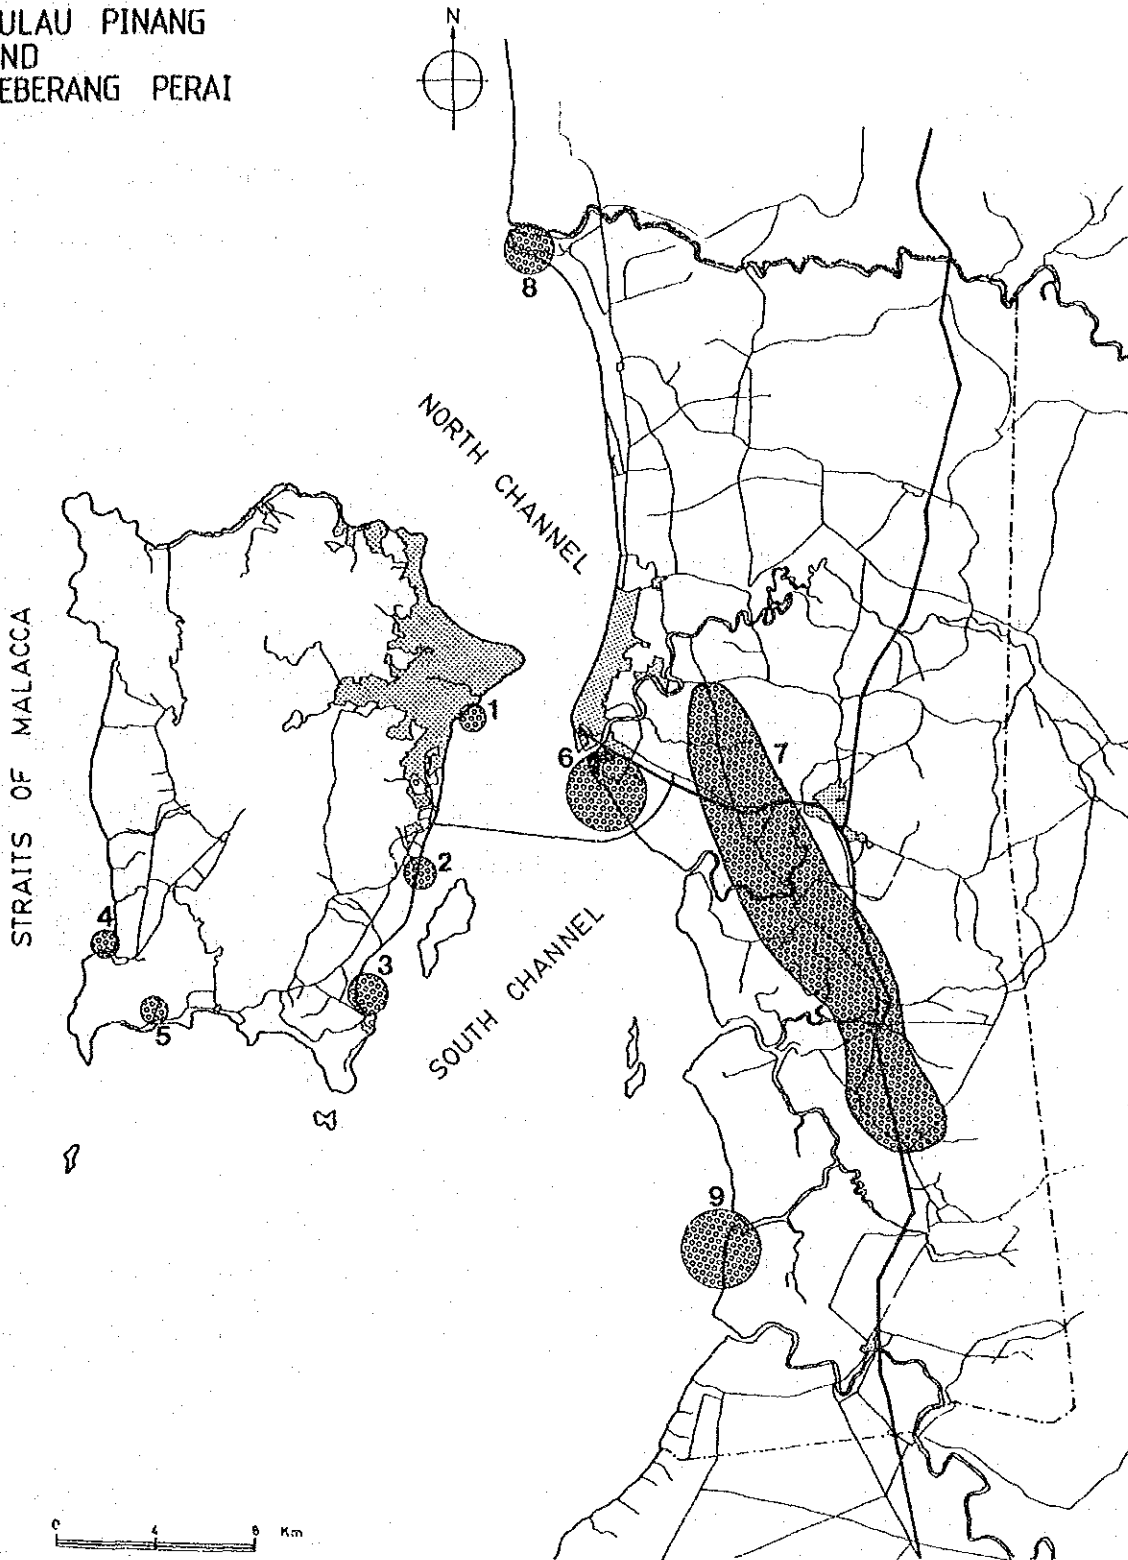 ULAU PINANG
ND
EBERANG PERAI
N
8
NORTH CHANNEL
STRAITS OF MALACCA
1
6
7
2
4
3
5
SOUTH CHANNEL
9
0 4 8 Km